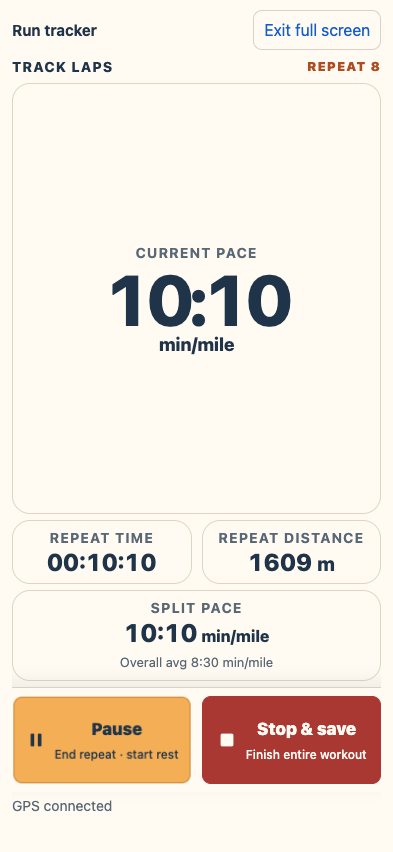 Run tracker
Exit full screen
TRACK LAPS
REPEAT 8
CURRENT PACE
10:10
min/mile
REPEAT TIME
00:10:10
REPEAT DISTANCE
1609 m
SPLIT PACE
10:10 min/mile
Overall avg 8:30 min/mile
Pause
End repeat · start rest
Stop & save
Finish entire workout
GPS connected